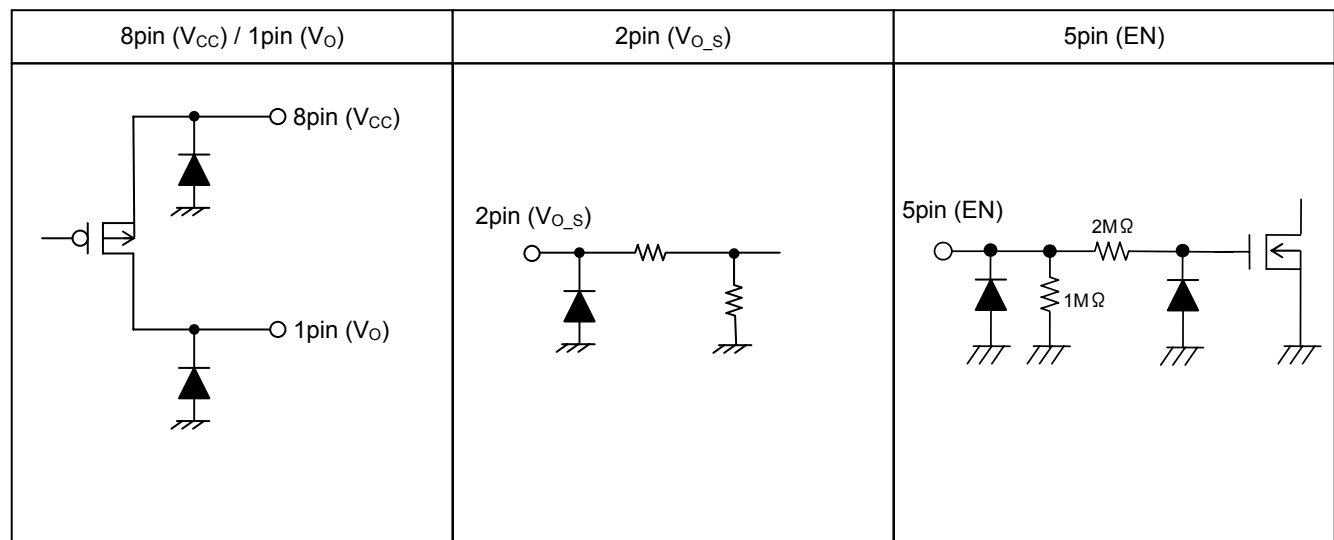 8pin (VCC) / 1pin (VO)
2pin (VO_S)
5pin (EN)
8pin (VCC)
1pin (VO)
2pin (VO_S)
5pin (EN)
2MΩ
1MΩ